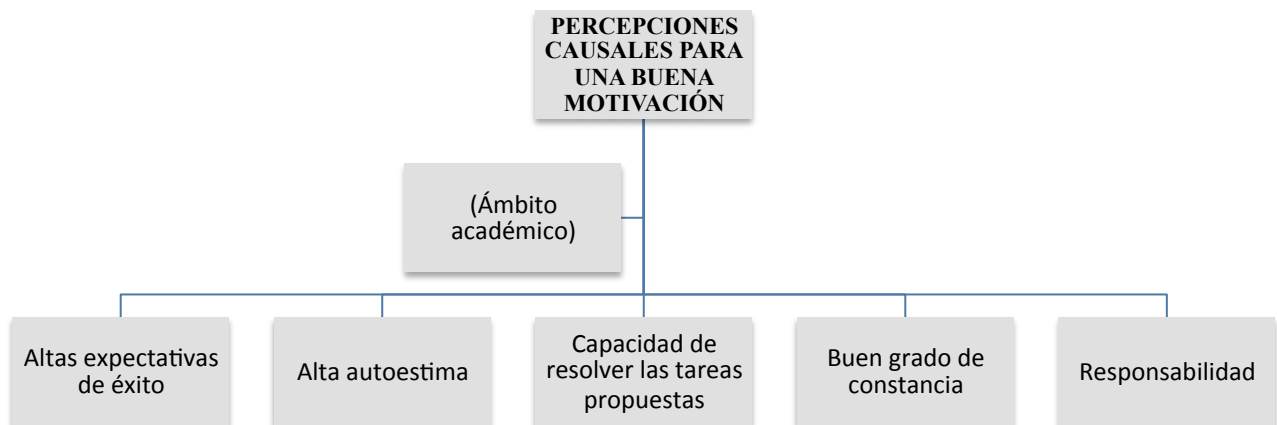 PERCEPCIONES
CAUSALES PARA
UNA BUENA
MOTIVACIÓN
(Ámbito
académico)
Altas expectativas
de éxito
Alta autoestima
Capacidad de
resolver las tareas
propuestas
Buen grado de
constancia
Responsabilidad